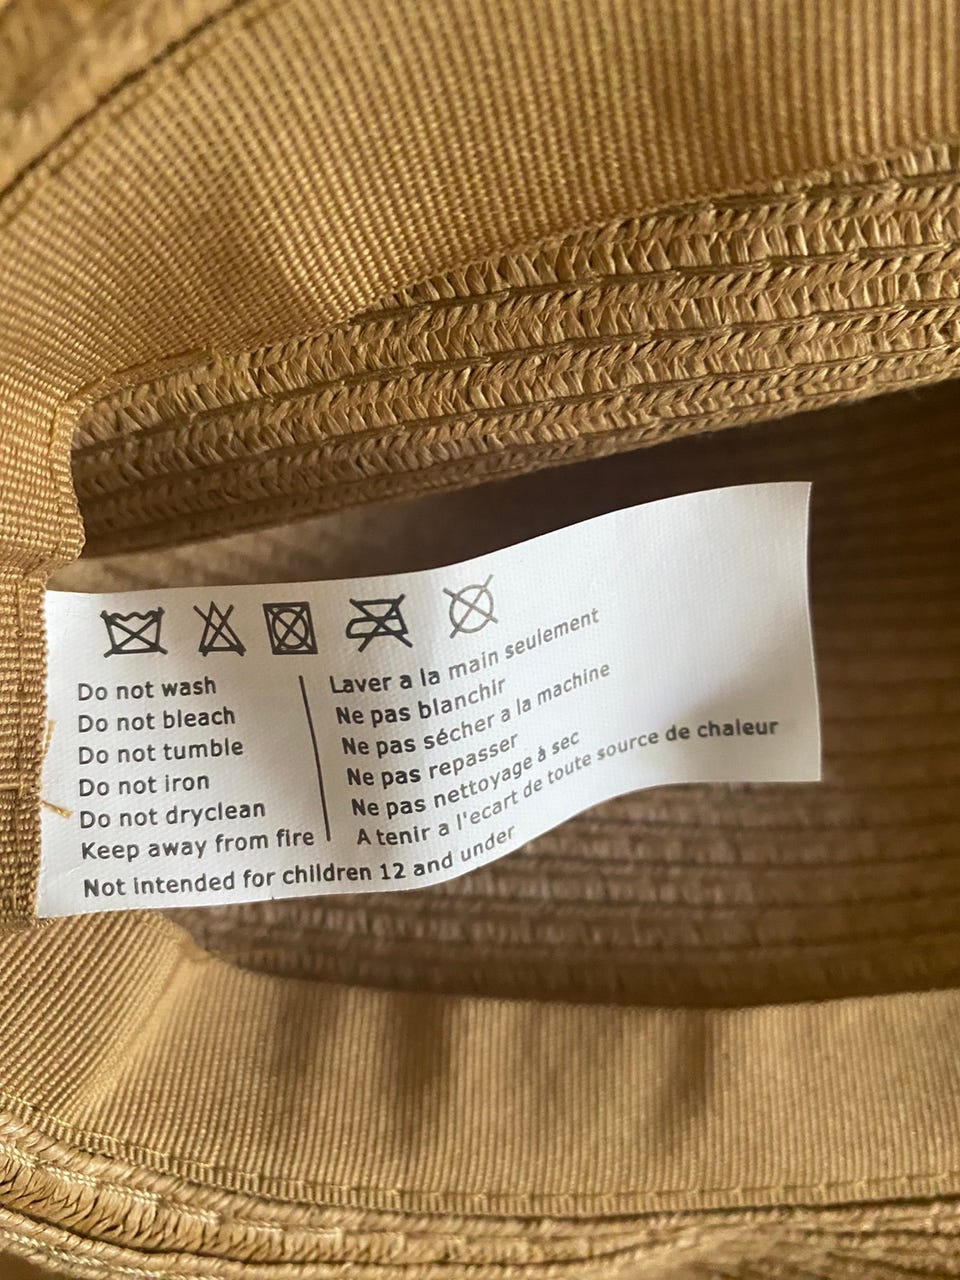 Do not wash
Do not bleach
Do not tumble
Do not iron
Do not dryclean
Keep away from fire
Laver a la main seulement
Ne pas blanchir
Ne pas sécher a la machine
Ne pas repasser
Ne pas nettoyage à sec
A tenir a l'ecart de toute source de chaleur
Not intended for children 12 and under